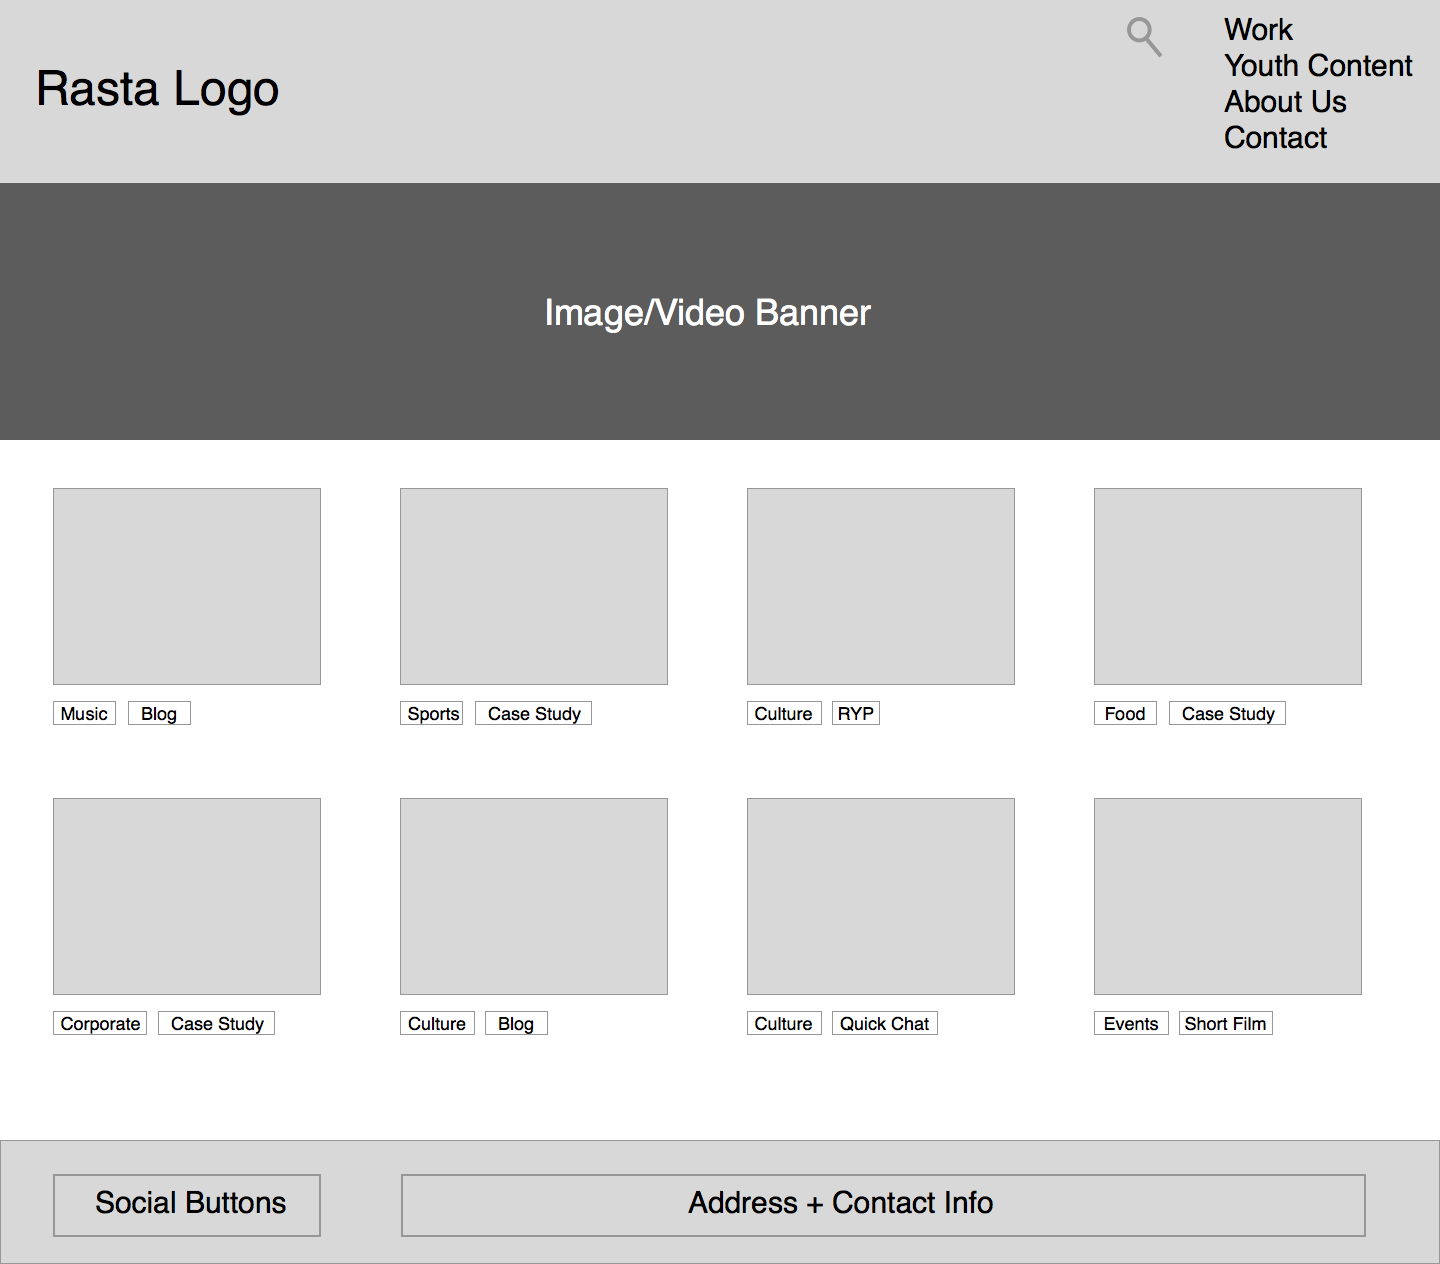 Rasta Logo
Work
Youth Content
About Us
Contact
Image/Video Banner
Music Blog
Sports Case Study
Culture RYP
Food Case Study
Corporate Case Study
Culture Blog
Culture Quick Chat
Events Short Film
Social Buttons
Address + Contact Info